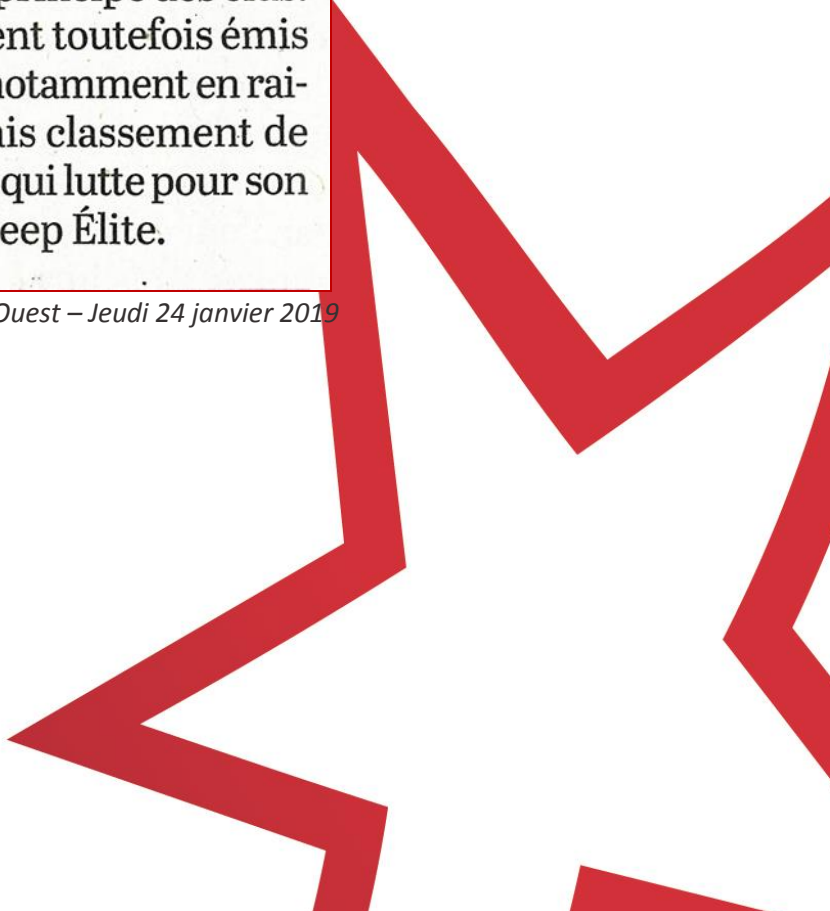 ent toutefois émis
notamment en rai-
is classement de
qui lutte pour son
eep Élite.
Ouest – Jeudi 24 janvier 2019